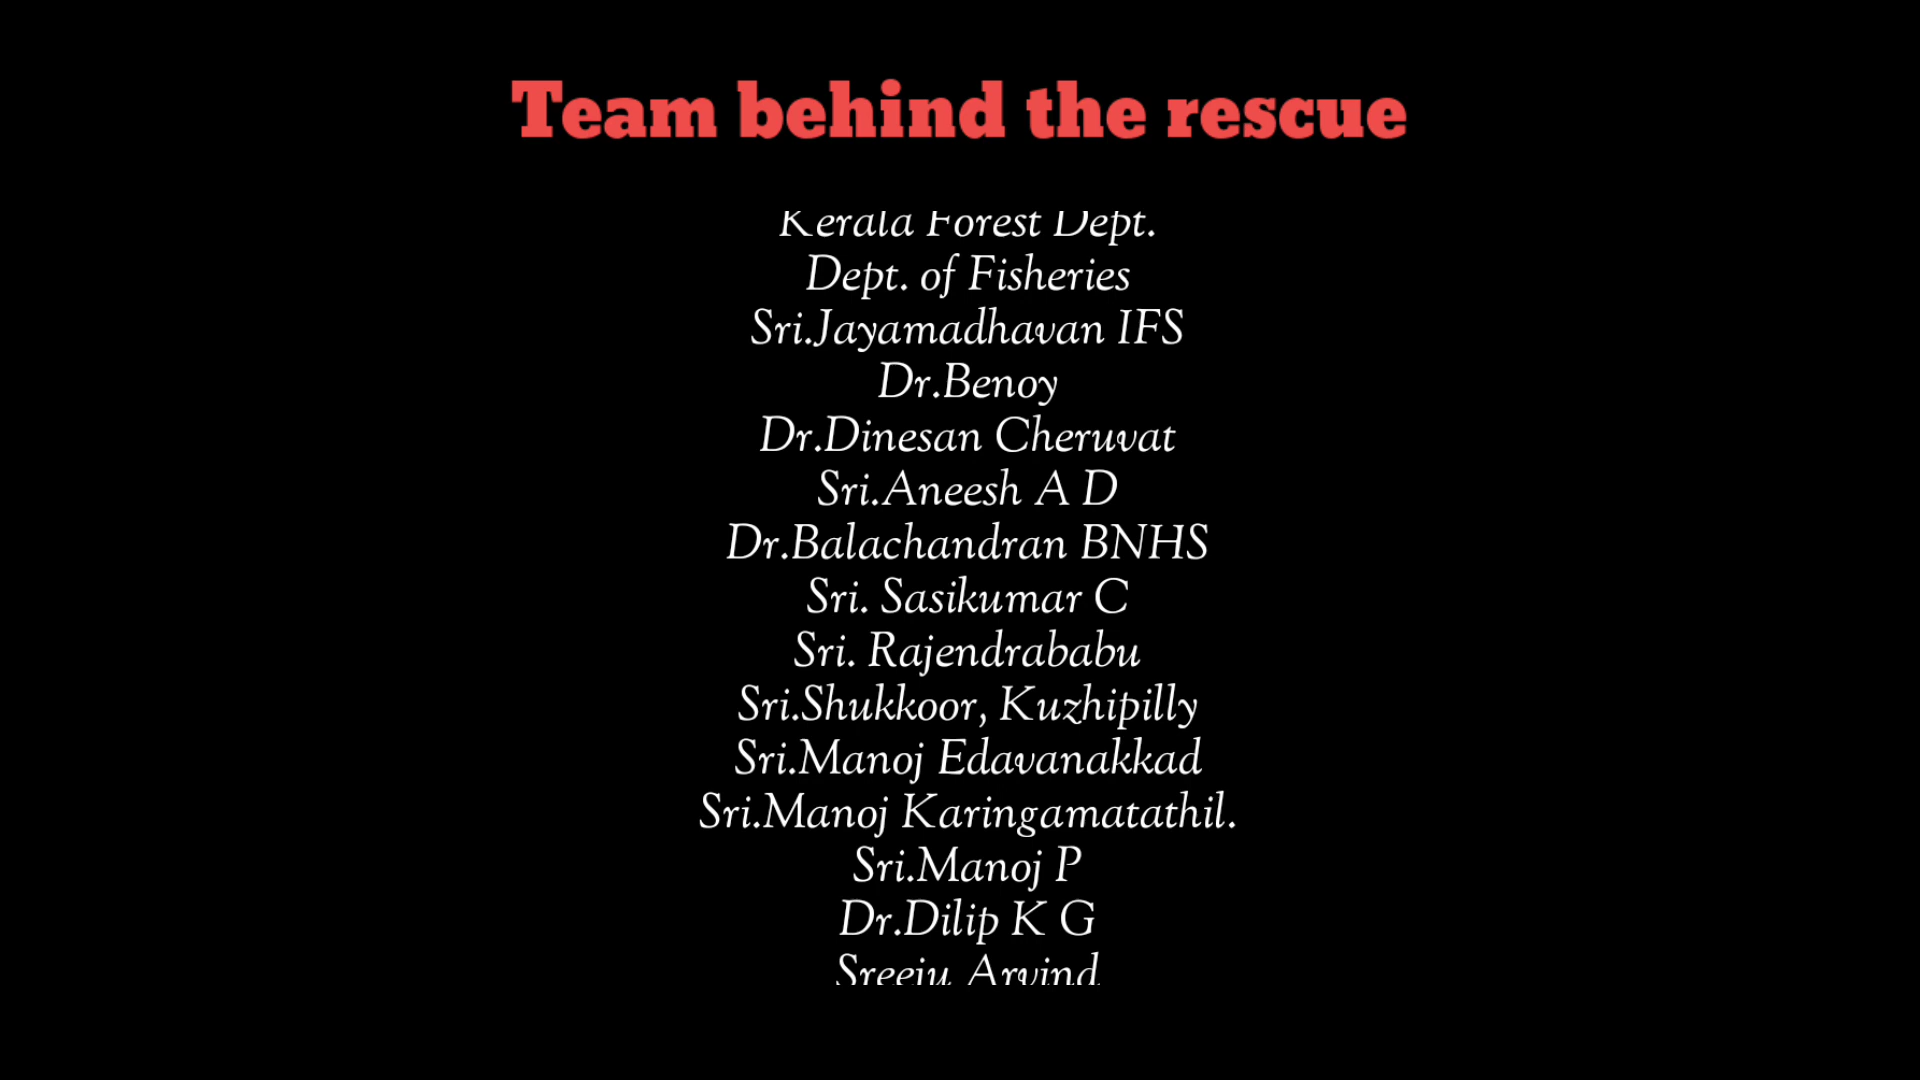 Team behind the rescue
Kerala Forest Dept.
Dept. of Fisheries
Sri.Jayamadhavan IFS
Dr.Benoy
Dr.Dinesan Cheruvat
Sri.Aneesh A D
Dr.Balachandran BNHS
Sri. Sasikumar C
Sri. Rajendrababu
Sri.Shukkoor, Kuzhipilly
Sri.Manoj Edavanakkad
Sri.Manoj Karingamatathil.
Sri.Manoj P
Dr.Dilip K G
Sreeju Arvind